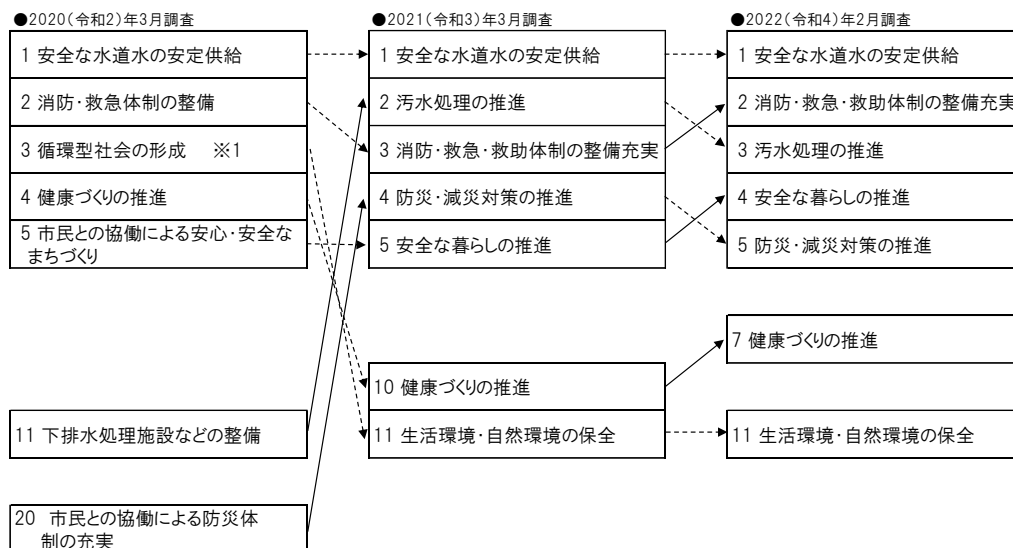 ●2020(令和2)年3月調査
1 安全な水道水の安定供給
2 消防・救急体制の整備
3 循環型社会の形成 ※1
4 健康づくりの推進
5 市民との協働による安心・安全な
まちづくり
11 下排水処理施設などの整備
20 市民との協働による防災体
制の充実
●2021(令和3)年3月調査
1 安全な水道水の安定供給
2 汚水処理の推進
3 消防・救急・救助体制の整備充実
4 防災・減災対策の推進
5 安全な暮らしの推進
10 健康づくりの推進
11 生活環境・自然環境の保全
●2022(令和4)年2月調査
1 安全な水道水の安定供給
2 消防・救急・救助体制の整備充実
3 汚水処理の推進
4 安全な暮らしの推進
5 防災・減災対策の推進
7 健康づくりの推進
11 生活環境・自然環境の保全